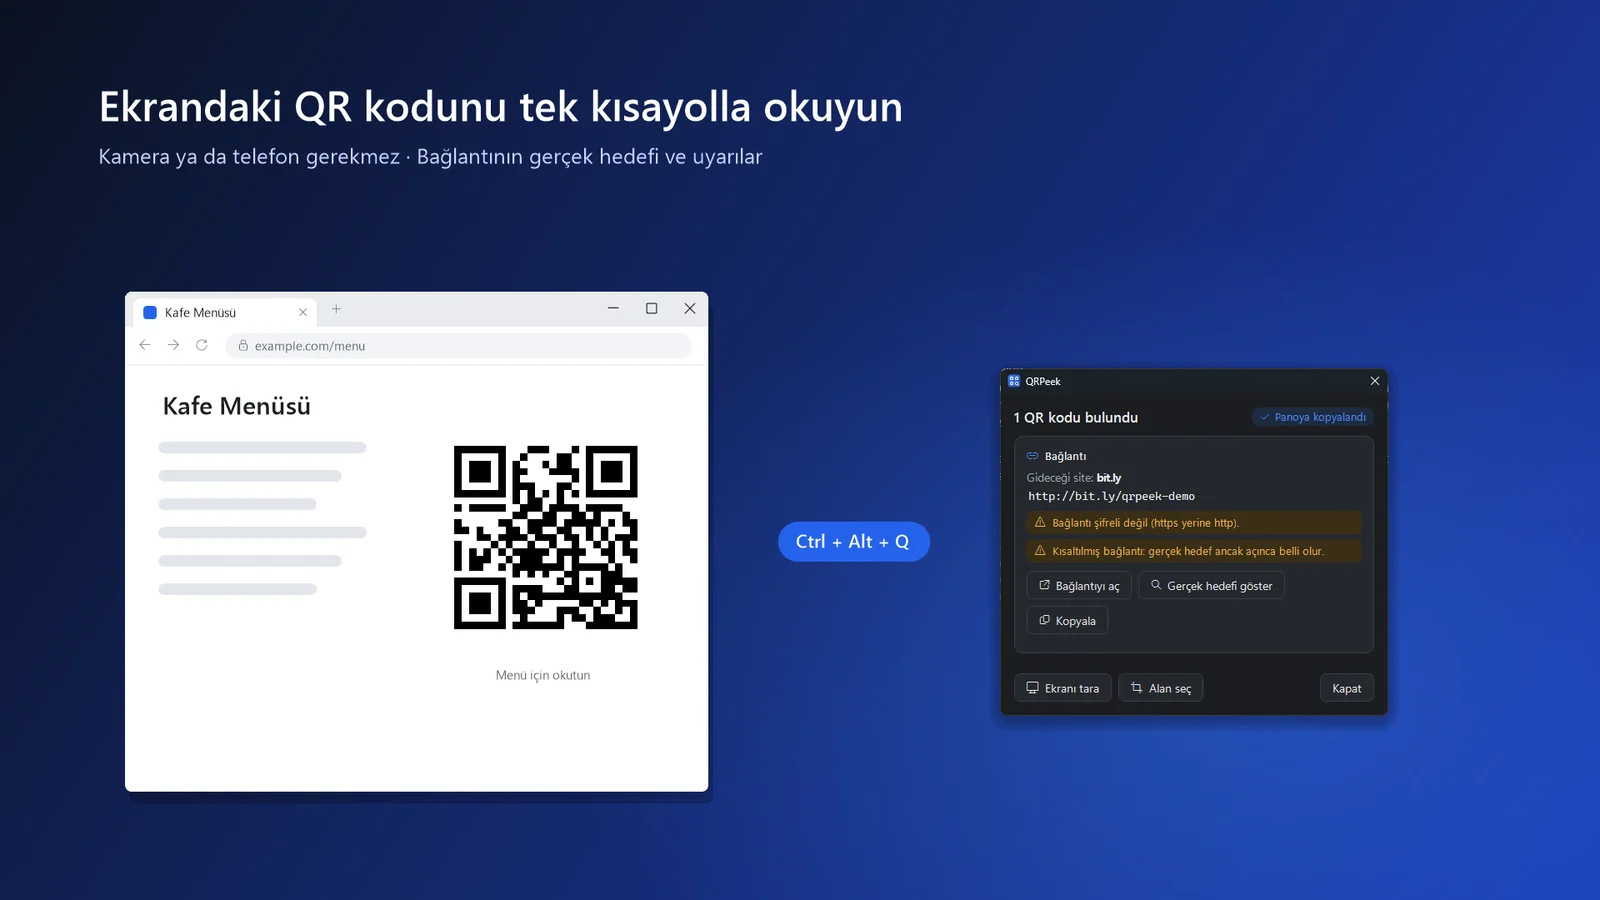 Ekrandaki QR kodunu tek kısayolla okuyun
Kamera ya da telefon gerekmez · Bağlantının gerçek hedefi ve uyarılar
Kafe Menüsü
example.com/menu
Kafe Menüsü
Menü için okutun
Ctrl + Alt + Q
QRPeek
1 QR kodu bulundu
Panoya kopyalandı
Bağlantı
Gideceği site: bit.ly
http://bit.ly/qrpeek-demo
Bağlantı şifreli değil (https yerine http).
Kısaltılmış bağlantı: gerçek hedef ancak açınca belli olur.
Bağlantıyı aç
Gerçek hedefi göster
Kopyala
Ekranı tara
Alan seç
Kapat